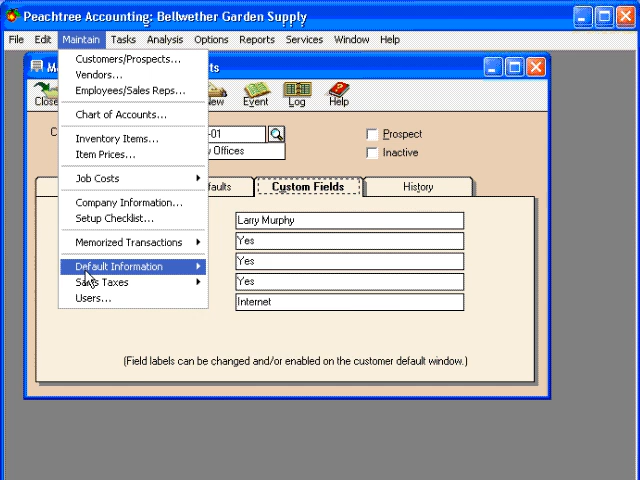 Peachtree Accounting: Bellwether Garden Supply
File Edit Maintain Tasks Analysis Options Reports Services Window Help
Customers/Prospects...
Vendors...
Employees/Sales Reps...
Chart of Accounts...
Inventory Items...
Item Prices...
Job Costs
Company Information...
Setup Checklist...
Memorized Transactions
Default Information
Sales Taxes
Users...
Close
Event Log Help
-01
Offices
Prospect
Inactive
Custom Fields History
Larry Murphy
Yes
Yes
Yes
Internet
(Field labels can be changed and/or enabled on the customer default window.)